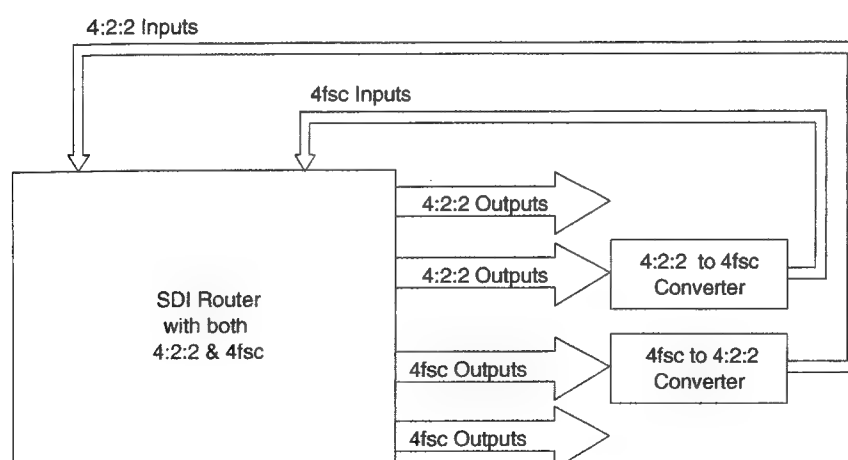 4:2:2 Inputs
4fsc Inputs
4:2:2 Outputs
4:2:2 Outputs
4:2:2 to 4fsc
Converter
SDI Router
with both
4:2:2 & 4fsc
4fsc Outputs
4fsc to 4:2:2
Converter
4fsc Outputs